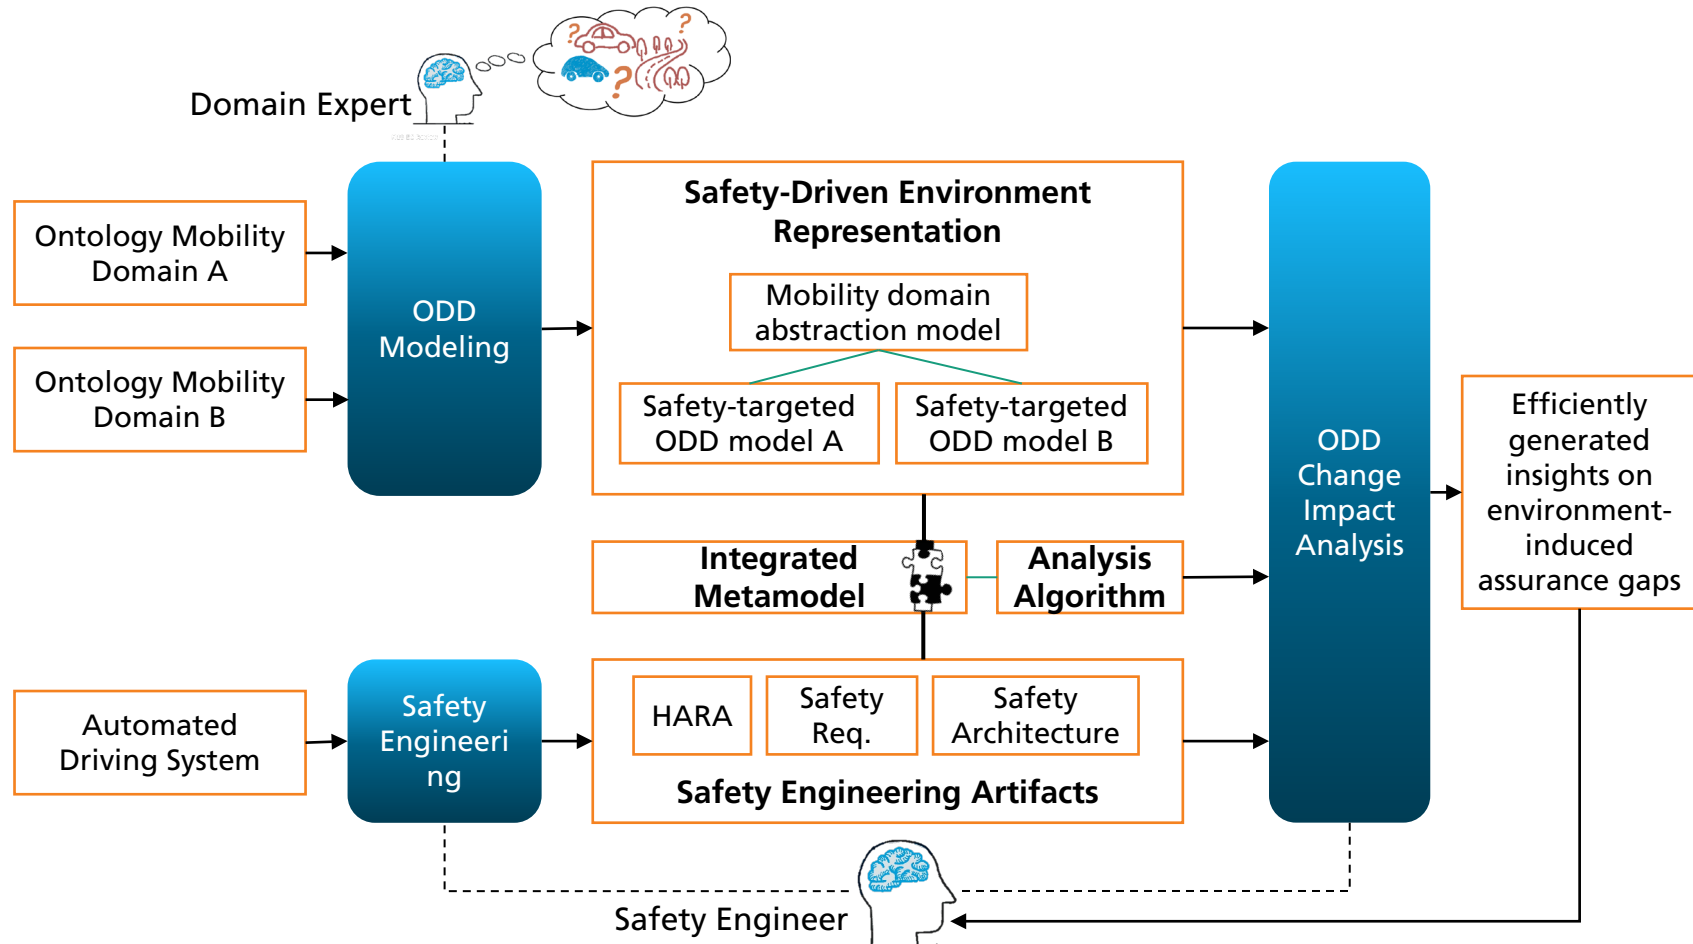 Domain Expert
?
?
?
Ontology Mobility
Domain A
Ontology Mobility
Domain B
ODD
Modeling
Safety-Driven Environment
Representation
Mobility domain
abstraction model
Safety-targeted
ODD model A
Safety-targeted
ODD model B
Integrated
Metamodel
Analysis
Algorithm
ODD
Change
Impact
Analysis
Efficiently
generated
insights on
environment-
induced
assurance gaps
Automated
Driving System
Safety
Engineeri
ng
HARA
Safety
Req.
Safety
Architecture
Safety Engineering Artifacts
Safety Engineer